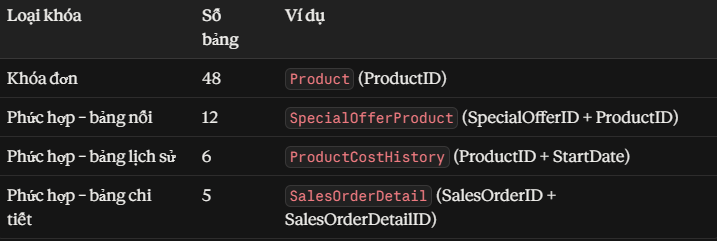 Loại khóa Số bảng Ví dụ
Khóa đơn 48 Product (ProductID)
Phức hợp – bảng nối 12 SpecialOfferProduct (SpecialOfferID + ProductID)
Phức hợp – bảng lịch sử 6 ProductCostHistory (ProductID + StartDate)
Phức hợp – bảng chi tiết 5 SalesOrderDetail (SalesOrderID + SalesOrderDetailID)